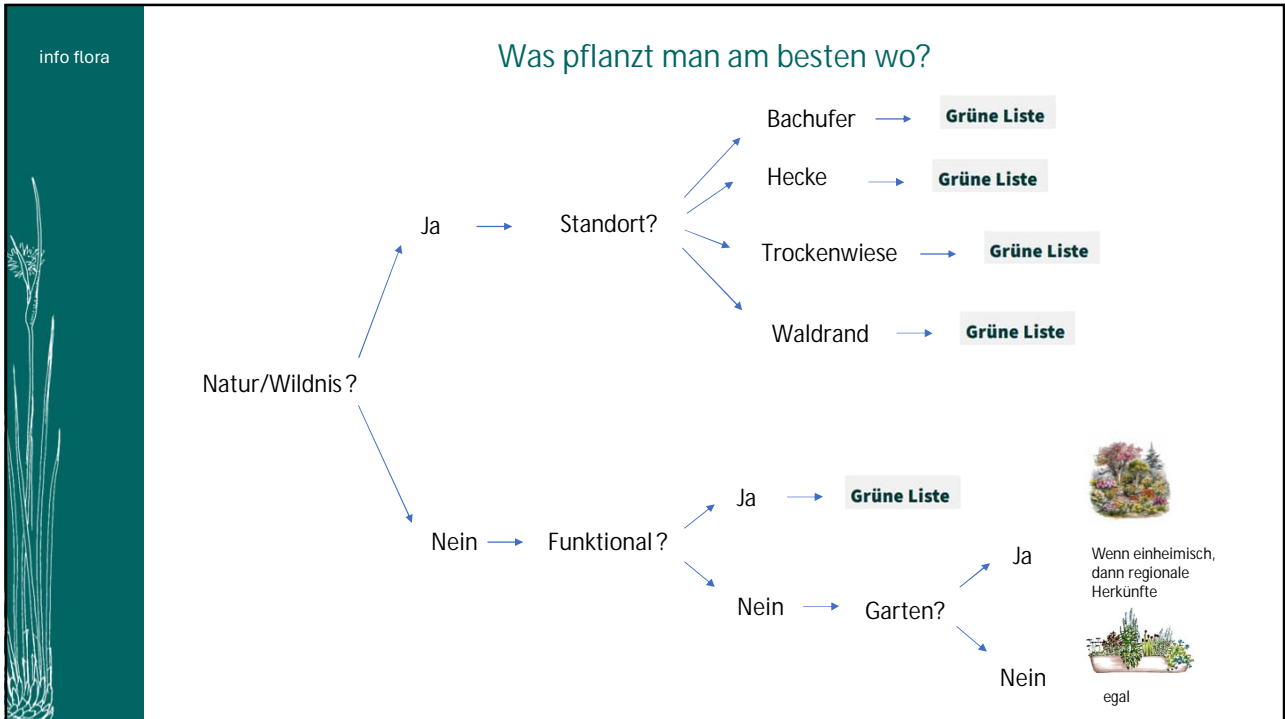 info flora
Was pflanzt man am besten wo?
Bachufer
Grüne Liste
Hecke
Grüne Liste
Ja
Standort?
Trockenwiese
Grüne Liste
Waldrand
Grüne Liste
Natur/Wildnis?
Ja
Grüne Liste
Nein
Funktional?
Ja
Wenn einheimisch,
dann regionale
Herkünfte
Nein
Garten?
Nein
egal